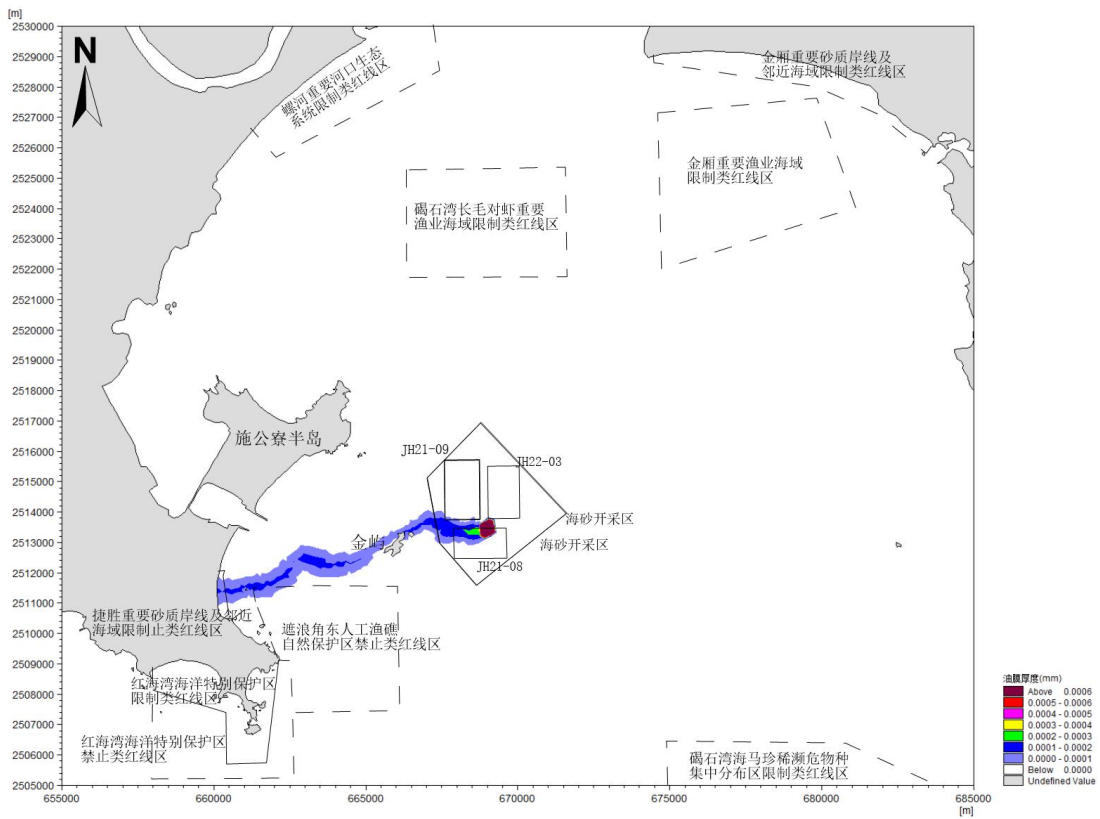 [m]
2530000
2529000
2528000
2527000
2526000
2525000
2524000
2523000
2522000
2521000
2520000
2519000
2518000
2517000
2516000
2515000
2514000
2513000
2512000
2511000
2510000
2509000
2508000
2507000
2506000
2505000
N
螺河重要河口生态
系统限制类红线区
金厢重要砂质岸线及
邻近海域限制类红线区
金厢重要渔业海域
限制类红线区
碣石湾长毛对虾重要
渔业海域限制类红线区
施公寮半岛
JH21-09
JH22-03
海砂开采区
海砂开采区
JH21-08
金屿
捷胜重要砂质岸线及邻近
海域限制止类红线区
遮浪角东人工渔礁
自然保护区禁止类红线区
红海湾海洋特别保护区
限制类红线区
红海湾海洋特别保护区
禁止类红线区
碣石湾海马珍稀濒危物种
集中分布区限制类红线区
655000
660000
665000
670000
675000
680000
685000
[m]
油膜厚度(mm)
Above 0.0006
0.0005 - 0.0006
0.0004 - 0.0005
0.0003 - 0.0004
0.0002 - 0.0003
0.0001 - 0.0002
0.0000 - 0.0001
Below 0.0000
Undefined Value